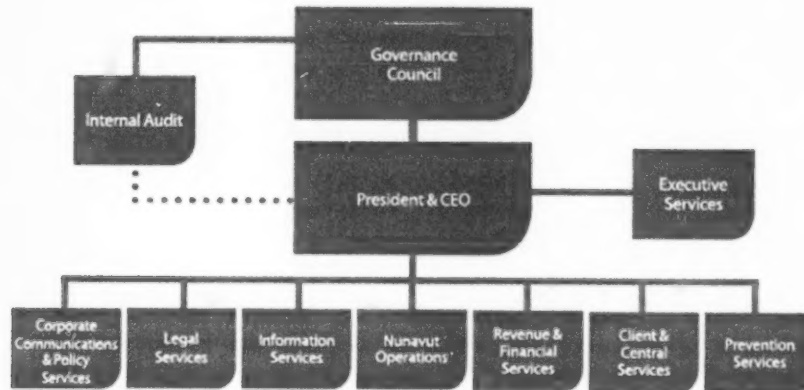 Governance
Council
Internal Audit
President & CEO
Executive
Services
Corporate
Communications
& Policy
Services
Legal
Services
Information
Services
Nunavut
Operations
Revenue &
Financial
Services
Client &
Central
Services
Prevention
Services